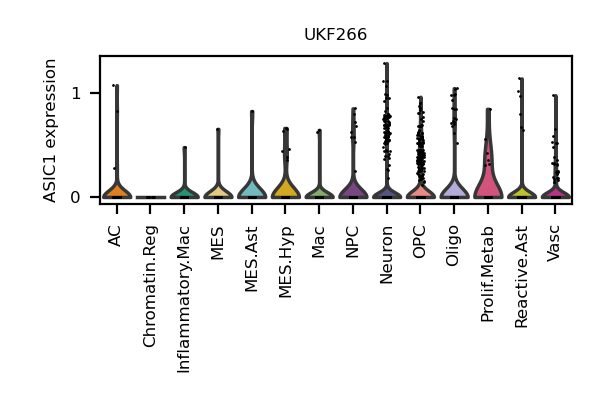 UKF266
ASIC1 expression
1
0
AC
Chromatin.Reg
Inflammatory.Mac
MES
MES.Ast
MES.Hyp
Mac
NPC
Neuron
OPC
Oligo
Prolif.Metab
Reactive.Ast
Vasc